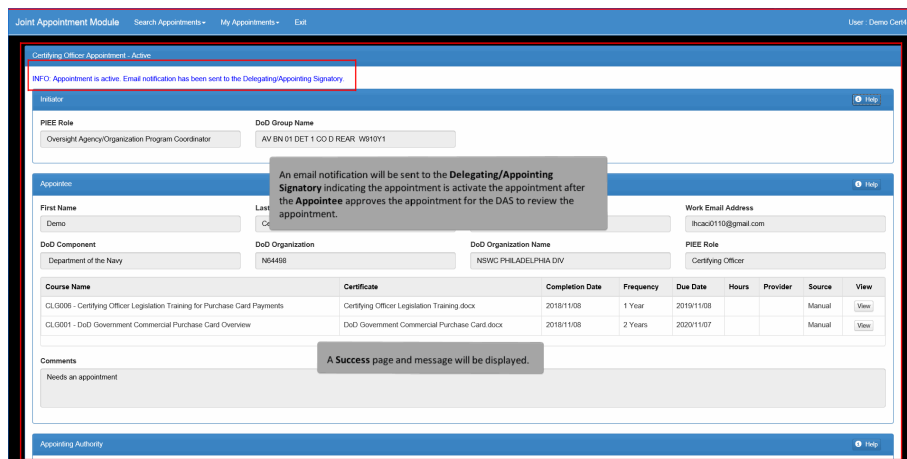 Joint Appointment Module Search Appointments My Appointments Exit User : Demo Cert4
Certifying Officer Appointment - Active
INFO: Appointment is active. Email notification has been sent to the Delegating/Appointing Signatory.
Initiator Help
PIEE Role DoD Group Name
Oversight Agency/Organization Program Coordinator AV BN 01 DET 1 CO D REAR W910Y1
An email notification will be sent to the Delegating/Appointing
Signatory indicating the appointment is activate the appointment after
the Appointee approves the appointment for the DAS to review the
appointment.
Appointee Help
First Name Last Work Email Address
Demo Ce lhcaci0110@gmail.com
DoD Component DoD Organization DoD Organization Name PIEE Role
Department of the Navy N64498 NSWC PHILADELPHIA DIV Certifying Officer
Course Name Certificate Completion Date Frequency Due Date Hours Provider Source View
CLG006 - Certifying Officer Legislation Training for Purchase Card Payments Certifying Officer Legislation Training.docx 2018/11/08 1 Year 2019/11/08 Manual View
CLG001 - DoD Government Commercial Purchase Card Overview DoD Government Commercial Purchase Card.docx 2018/11/08 2 Years 2020/11/07 Manual View
A Success page and message will be displayed.
Comments
Needs an appointment
Appointing Authority Help